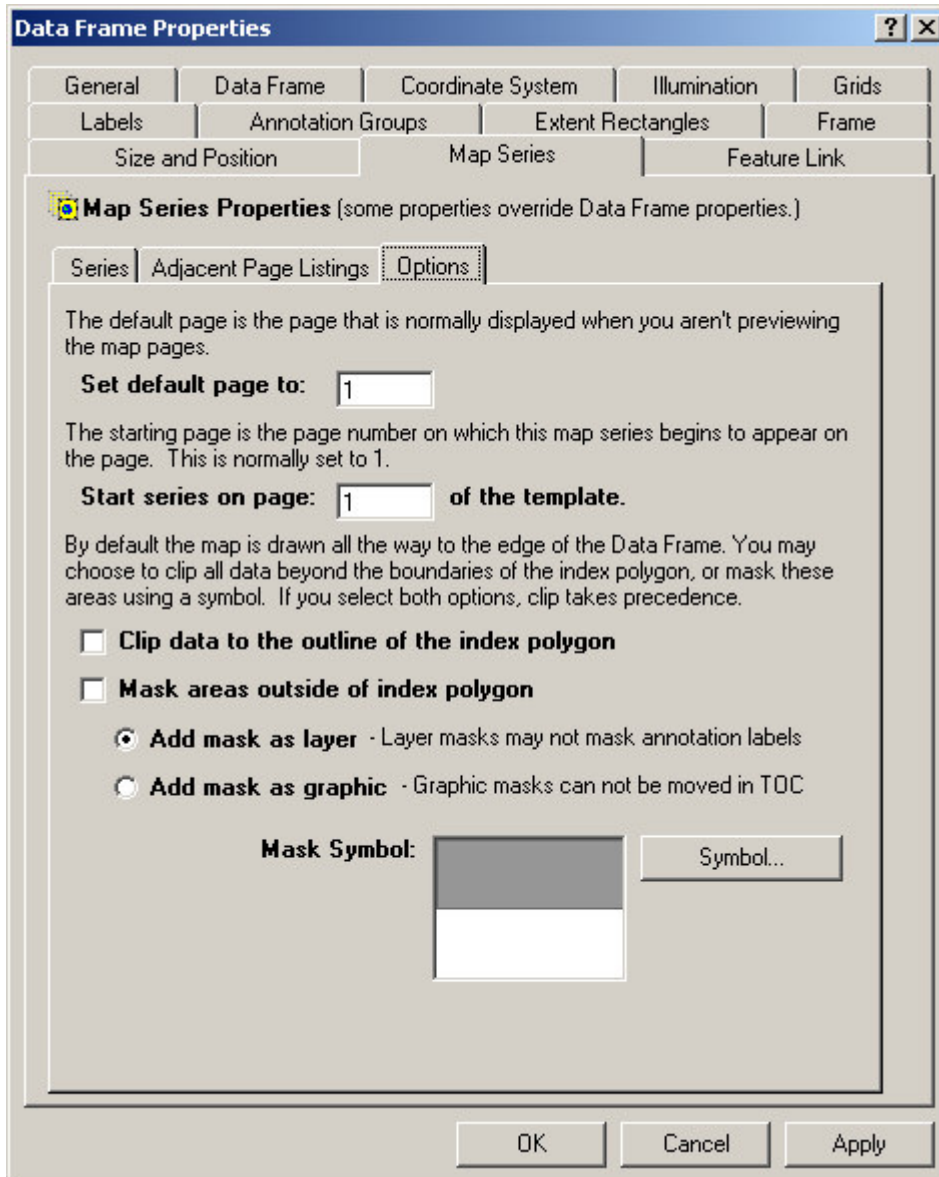 Data Frame Properties
General Data Frame Coordinate System Illumination Grids
Labels Annotation Groups Extent Rectangles Frame
Size and Position Map Series Feature Link
Map Series Properties (some properties override Data Frame properties.)
Series Adjacent Page Listings Options
The default page is the page that is normally displayed when you aren't previewing
the map pages.
Set default page to: 1
The starting page is the page number on which this map series begins to appear on
the page. This is normally set to 1.
Start series on page: 1 of the template.
By default the map is drawn all the way to the edge of the Data Frame. You may
choose to clip all data beyond the boundaries of the index polygon, or mask these
areas using a symbol. If you select both options, clip takes precedence.
Clip data to the outline of the index polygon
Mask areas outside of index polygon
Add mask as layer - Layer masks may not mask annotation labels
Add mask as graphic - Graphic masks can not be moved in TOC
Mask Symbol: Symbol...
OK Cancel Apply